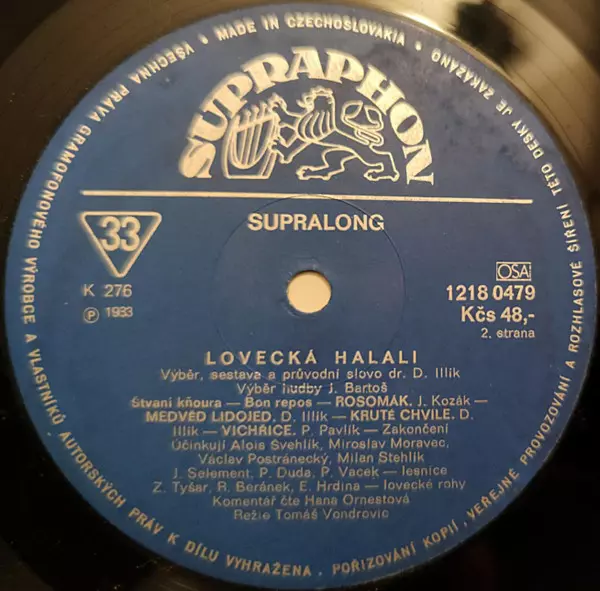 VŠECHNA PRÁVA GRAMOFONOVÉHO VÝROBCE A VLASTNÍKŮ AUTORSKÝCH PRÁV K DÍLU VYHRAŽENA. POŘIZOVÁNÍ KOPIÍ, VEŘEJNÉ PROVOZOVÁNÍ A ROZHLASOVÉ ŠÍŘENÍ TÉTO DESKY JE ZAKÁZÁNO
• MADE IN CZECHOSLOVAKIA •
SUPRAPHON
33
SUPRALONG
OSA
K 276
1218 0479
Ⓟ 1983
Kčs 48,-
2. strana
LOVECKÁ HALALI
Výběr, sestava a průvodní slovo dr. D. Illík
Výběr hudby J. Bartoš
Štvaní kňoura — Bon repos — ROSOMÁK, J. Kozák —
MEDVĚD LIDOJED, D. Illík — KRUTÉ CHVÍLE, D.
Illík — VICHŘICE, P. Pavlík — Zakončení
Účinkují Alois Švehlík, Miroslav Moravec,
Václav Postránecký, Milan Stehlík
J. Selement, P. Duda, P. Vacek — lesnice
Z. Tyšar, R. Beránek, E. Hrdina — lovecké rohy
Komentář čte Hana Ornestová
Režie Tomáš Vondrovic